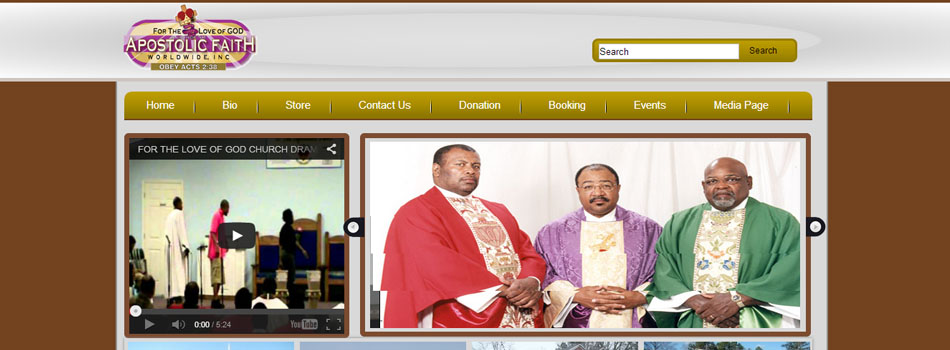 FOR THE LOVE OF GOD
APOSTOLIC FAITH
WORLDWIDE, INC
OBEY ACTS 2:38
Search Search
Home Bio Store Contact Us Donation Booking Events Media Page
FOR THE LOVE OF GOD CHURCH DRAM
0:00 / 5:24 YouTube